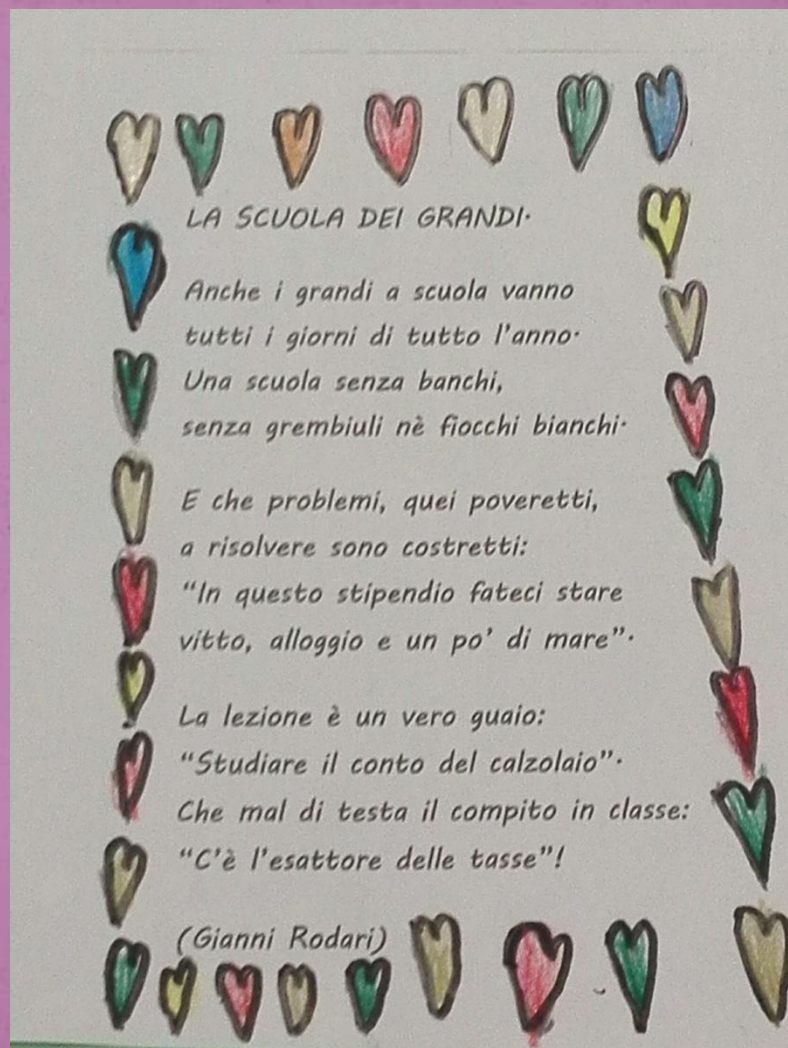 LA SCUOLA DEI GRANDI.
Anche i grandi a scuola vanno
tutti i giorni di tutto l'anno.
Una scuola senza banchi,
senza grembiuli nè fiocchi bianchi.
E che problemi, quei poveretti,
a risolvere sono costretti:
“In questo stipendio fateci stare
vitto, alloggio e un po’ di mare”.
La lezione è un vero guaio:
“Studiare il conto del calzolaio”.
Che mal di testa il compito in classe:
“C’è l’esattore delle tasse”!
(Gianni Rodari)